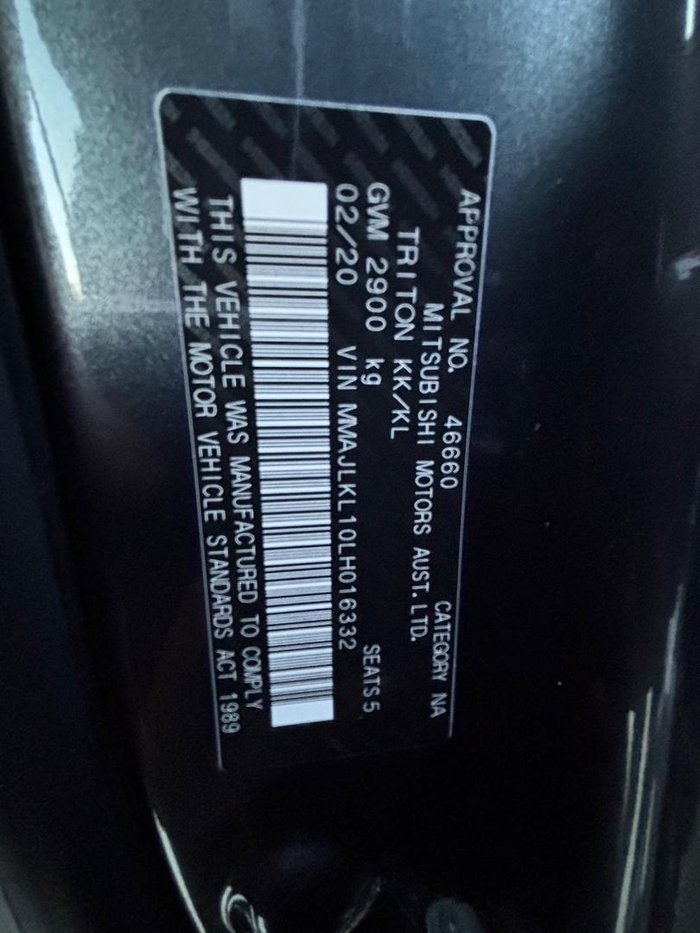 APPROVAL NO. 46660 CATEGORY NA
MITSUBISHI MOTORS AUST. LTD.
TRITON KK/KL
GVM 2900 kg SEATS 5
02/20 VIN MMAJLKL10LH016332
THIS VEHICLE WAS MANUFACTURED TO COMPLY
WITH THE MOTOR VEHICLE STANDARDS ACT 1989